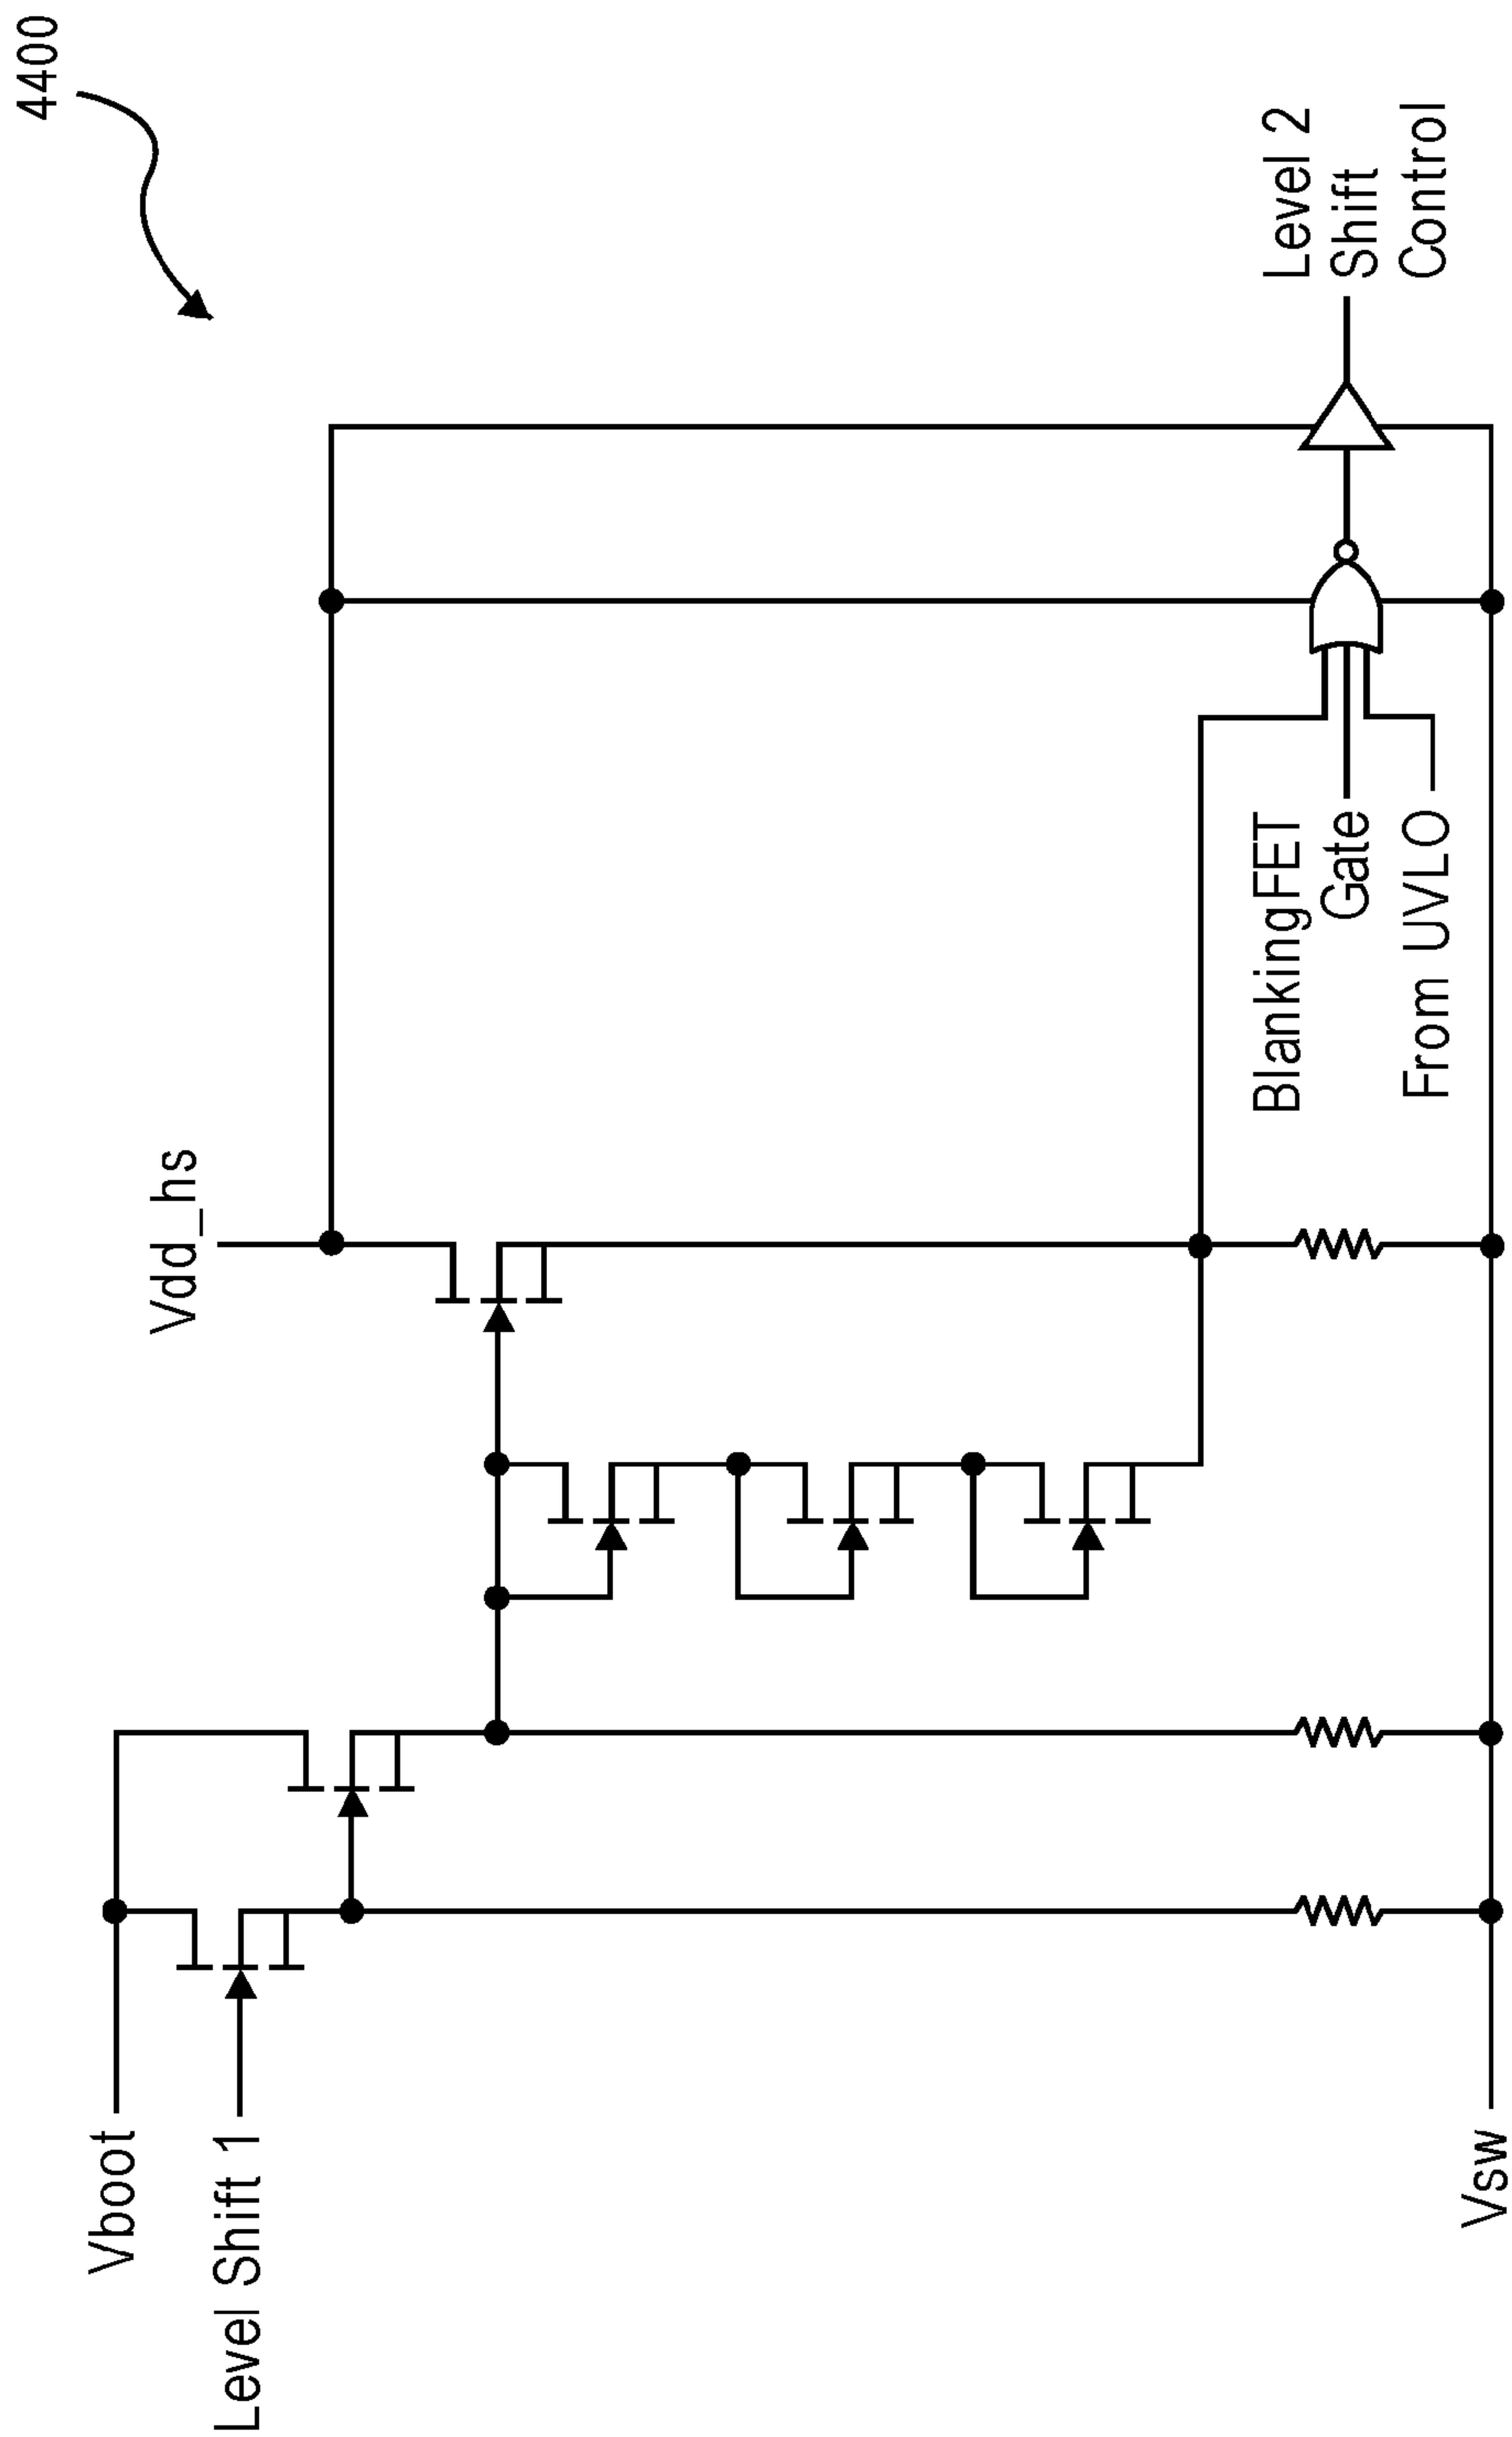 4400
Vboot
Level Shift 1
Vdd_hs
BlankingFET
Gate
From UVLO
Level 2
Shift
Control
Vsw